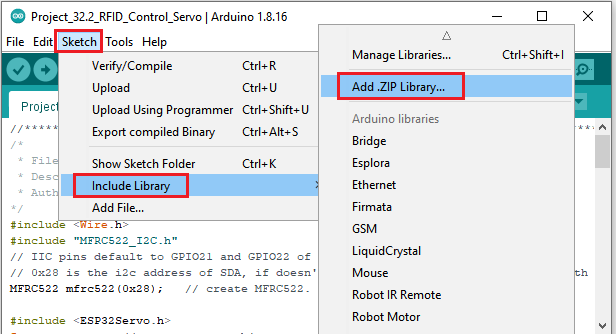 Project_32.2_RFID_Control_Servo | Arduino 1.8.16
File Edit Sketch Tools Help
Verify/Compile Ctrl+R
Upload Ctrl+U
Upload Using Programmer Ctrl+Shift+U
Export compiled Binary Ctrl+Alt+S
Show Sketch Folder Ctrl+K
Include Library
Add File...
Manage Libraries... Ctrl+Shift+I
Add .ZIP Library...
Arduino libraries
Bridge
Esplora
Ethernet
Firmata
GSM
LiquidCrystal
Mouse
Robot IR Remote
Robot Motor
Project
//**
/*
* File
* Desc
* Auth
*/
#include <Wire.h>
#include "MFRC522_I2C.h"
// IIC pins default to GPIO21 and GPIO22 of
// 0x28 is the i2c address of SDA, if doesn'
th
MFRC522 mfrc522(0x28); // create MFRC522.
#include <ESP32Servo.h>